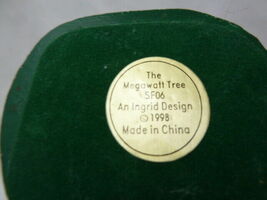 The
Megawatt Tree
SF06
An Ingrid Design
© 1998
Made in China